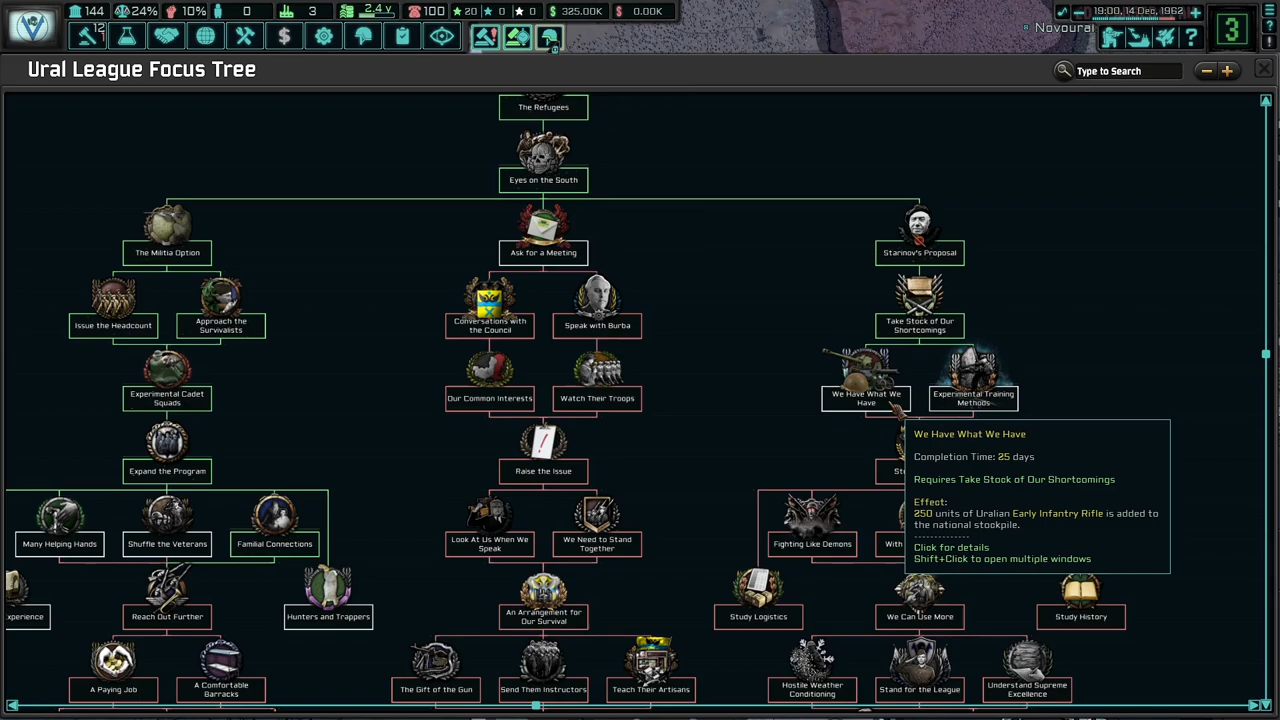 144
24%
10%
0
3
2.4 v
100
20
0
0
$ 325.00K
$ 0.00K
19:00, 14 Dec, 1962
12
Novoural
3
Ural League Focus Tree
Type to Search
The Refugees
Eyes on the South
The Militia Option
Ask for a Meeting
Starinov's Proposal
Issue the Headcount
Approach the
Survivalists
Conversations with
the Council
Speak with Burba
Take Stock of Our
Shortcomings
Experimental Cadet
Squads
Our Common Interests
Watch Their Troops
We Have What We
Have
Experimental Training
Methods
We Have What We Have
Completion Time: 25 days
Requires Take Stock of Our Shortcomings
Effect:
250 units of Uralian Early Infantry Rifle is added to
the national stockpile.
--------------
Click for details
Shift+Click to open multiple windows
Expand the Program
Raise the Issue
Many Helping Hands
Shuffle the Veterans
Familial Connections
Look At Us When We
Speak
We Need to Stand
Together
Fighting Like Demons
With
xperience
Reach Out Further
Hunters and Trappers
An Arrangement for
Our Survival
Study Logistics
We Can Use More
Study History
A Paying Job
A Comfortable
Barracks
The Gift of the Gun
Send Them Instructors
Teach Their Artisans
Hostile Weather
Conditioning
Stand for the League
Understand Supreme
Excellence